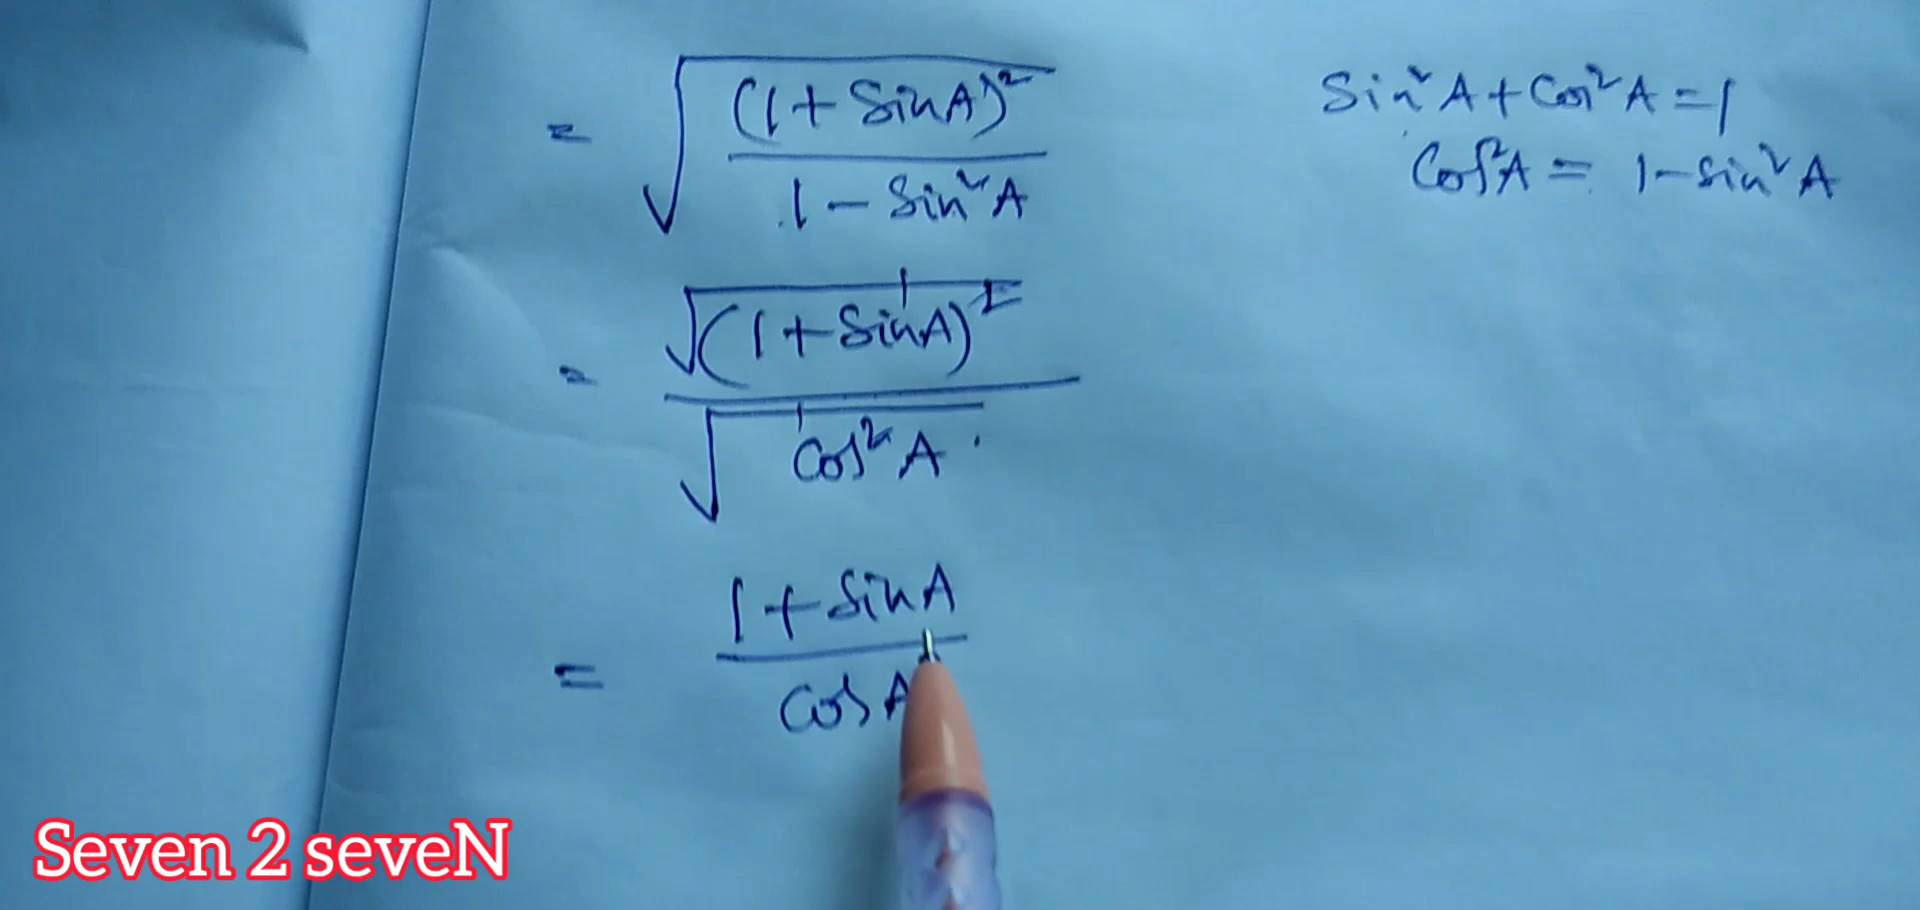 = √((1 + SinA)² / 1 - Sin²A)
Sin²A + Cos²A = 1
Cos²A = 1 - sin²A
= √(1 + SinA)² / √Cos²A
= 1 + SinA / CosA
Seven 2 seveN